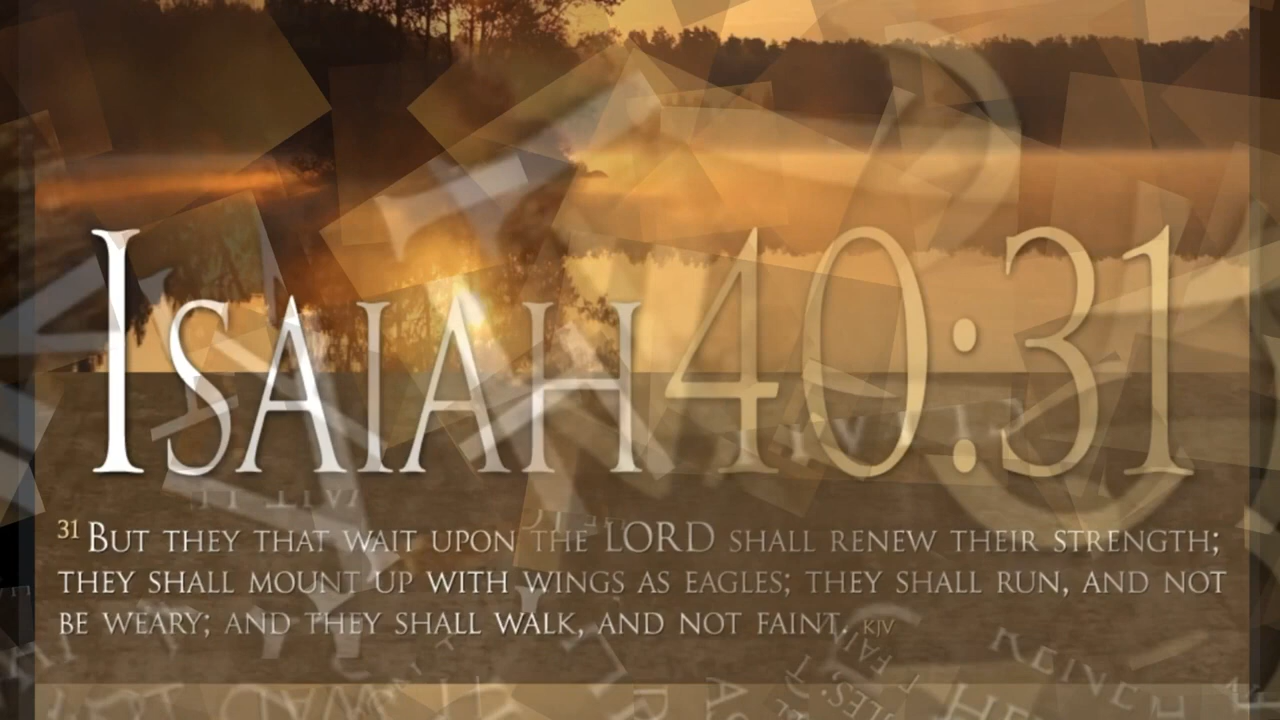 Isaiah 40:31
31 But they that wait upon the LORD shall renew their strength;
they shall mount up with wings as eagles; they shall run, and not
be weary; and they shall walk, and not faint. KJV